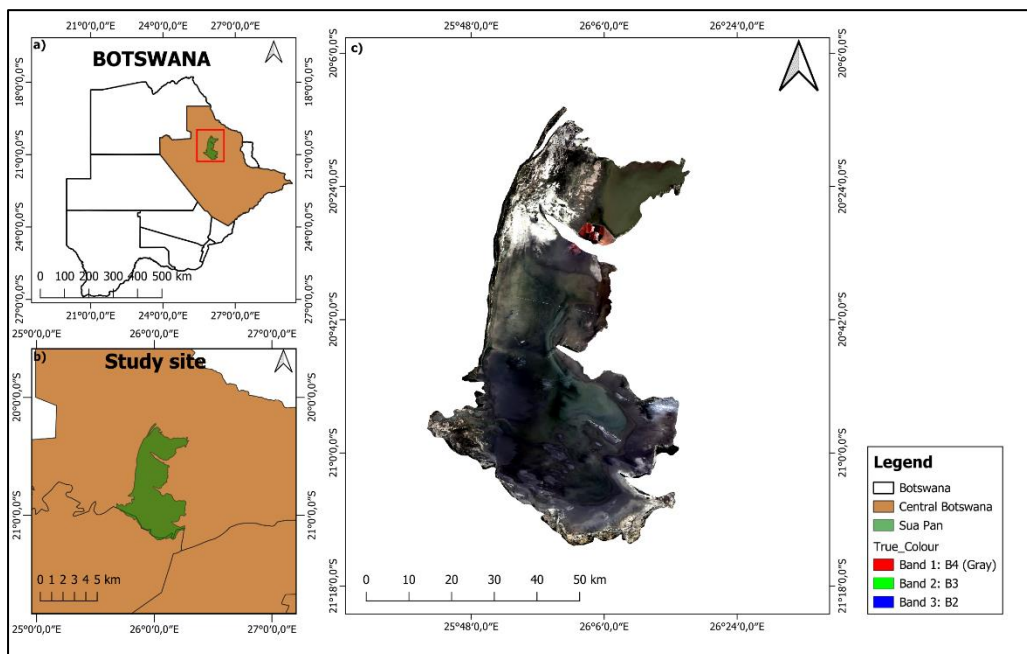 21°0'0,0"E 24°0'0,0"E 27°0'0,0"E
a)
BOTSWANA
18°0'0,0"S
21°0'0,0"S
24°0'0,0"S
27°0'0,0"S
18°0'0,0"S
21°0'0,0"S
24°0'0,0"S
27°0'0,0"S
0 100 200 300 400 500 km
21°0'0,0"E 24°0'0,0"E 27°0'0,0"E
25°0'0,0"E 26°0'0,0"E 27°0'0,0"E
b)
Study site
20°0'0,0"S
21°0'0,0"S
20°0'0,0"S
21°0'0,0"S
0 1 2 3 4 5 km
25°0'0,0"E 26°0'0,0"E 27°0'0,0"E
25°48'0,0"E 26°6'0,0"E 26°24'0,0"E
c)
20°6'0,0"S
20°24'0,0"S
20°42'0,0"S
21°0'0,0"S
21°18'0,0"S
20°6'0,0"S
20°24'0,0"S
20°42'0,0"S
21°0'0,0"S
21°18'0,0"S
0 10 20 30 40 50 km
25°48'0,0"E 26°6'0,0"E 26°24'0,0"E
Legend
Botswana
Central Botswana
Sua Pan
True_Colour
Band 1: B4 (Gray)
Band 2: B3
Band 3: B2